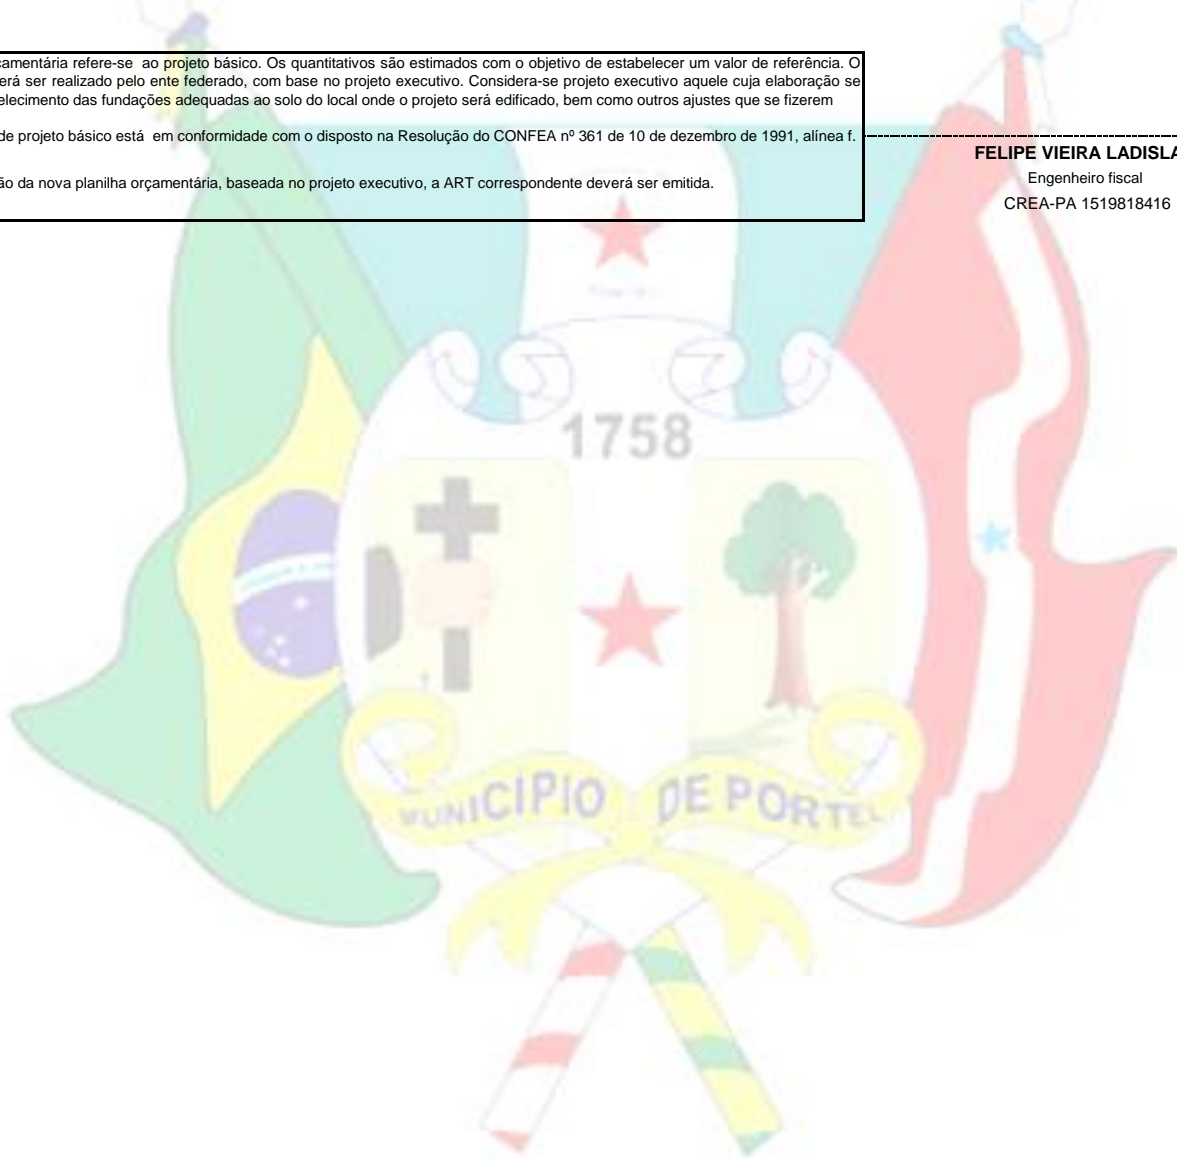 çamentária refere-se ao projeto básico. Os quantitativos são estimados com o objetivo de estabelecer um valor de referência. O
erá ser realizado pelo ente federado, com base no projeto executivo. Considera-se projeto executivo aquele cuja elaboração se
elecimento das fundações adequadas ao solo do local onde o projeto será edificado, bem como outros ajustes que se fizerem
de projeto básico está em conformidade com o disposto na Resolução do CONFEA nº 361 de 10 de dezembro de 1991, alínea f.
ão da nova planilha orçamentária, baseada no projeto executivo, a ART correspondente deverá ser emitida.
FELIPE VIEIRA LADISLA
Engenheiro fiscal
CREA-PA 1519818416
1758
MUNICÍPIO DE PORTEL